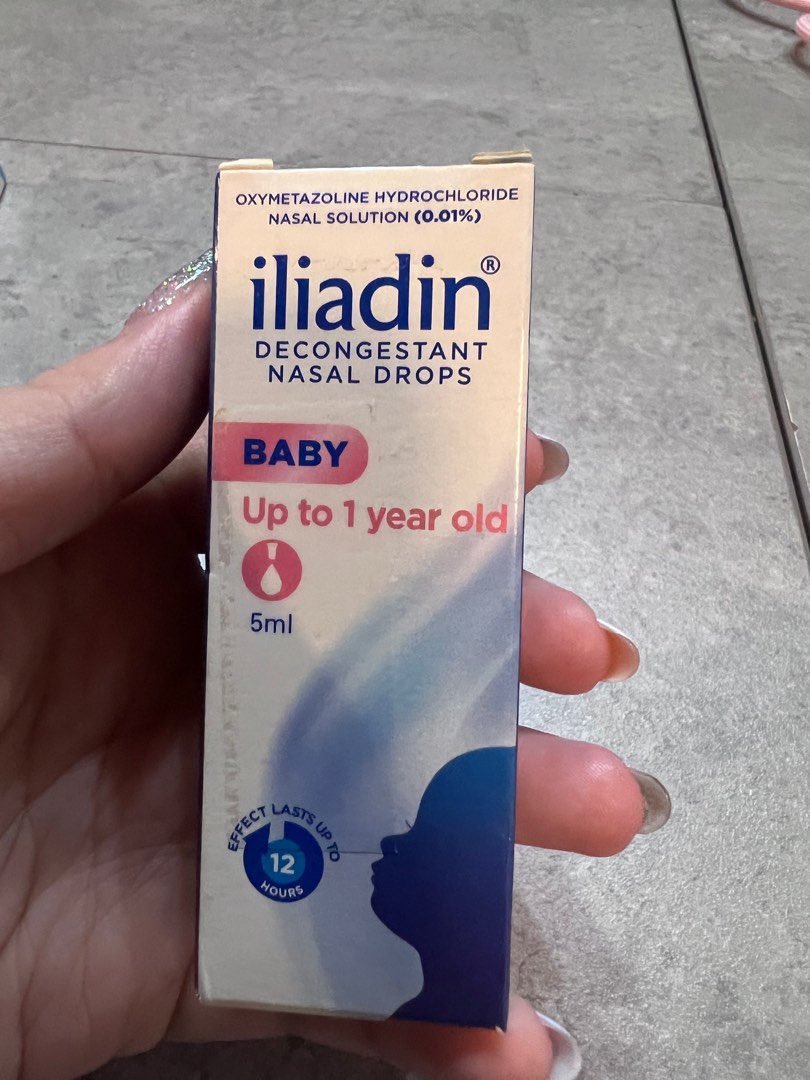 OXYMETAZOLINE HYDROCHLORIDE
NASAL SOLUTION (0.01%)
iliadin®
DECONGESTANT
NASAL DROPS
BABY
Up to 1 year old
5ml
EFFECT LASTS UP TO
12
HOURS